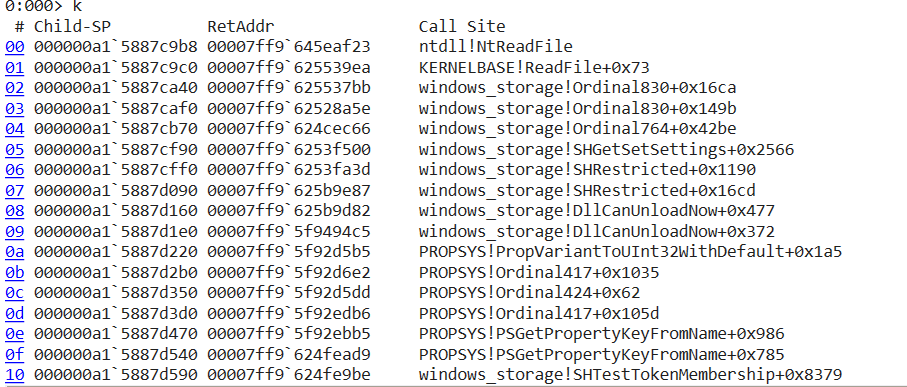 0:000> k
# Child-SP RetAddr Call Site
00 000000a1`5887c9b8 00007ff9`645eaf23 ntdll!NtReadFile
01 000000a1`5887c9c0 00007ff9`625539ea KERNELBASE!ReadFile+0x73
02 000000a1`5887ca40 00007ff9`625537bb windows_storage!Ordinal830+0x16ca
03 000000a1`5887caf0 00007ff9`62528a5e windows_storage!Ordinal830+0x149b
04 000000a1`5887cb70 00007ff9`624cec66 windows_storage!Ordinal764+0x42be
05 000000a1`5887cf90 00007ff9`6253f500 windows_storage!SHGetSetSettings+0x2566
06 000000a1`5887cff0 00007ff9`6253fa3d windows_storage!SHRestricted+0x1190
07 000000a1`5887d090 00007ff9`625b9e87 windows_storage!SHRestricted+0x16cd
08 000000a1`5887d160 00007ff9`625b9d82 windows_storage!DllCanUnloadNow+0x477
09 000000a1`5887d1e0 00007ff9`5f9494c5 windows_storage!DllCanUnloadNow+0x372
0a 000000a1`5887d220 00007ff9`5f92d5b5 PROPSYS!PropVariantToUInt32WithDefault+0x1a5
0b 000000a1`5887d2b0 00007ff9`5f92d6e2 PROPSYS!Ordinal417+0x1035
0c 000000a1`5887d350 00007ff9`5f92d5dd PROPSYS!Ordinal424+0x62
0d 000000a1`5887d3d0 00007ff9`5f92edb6 PROPSYS!Ordinal417+0x105d
0e 000000a1`5887d470 00007ff9`5f92ebb5 PROPSYS!PSGetPropertyKeyFromName+0x986
0f 000000a1`5887d540 00007ff9`624fead9 PROPSYS!PSGetPropertyKeyFromName+0x785
10 000000a1`5887d590 00007ff9`624fe9be windows_storage!SHTestTokenMembership+0x8379